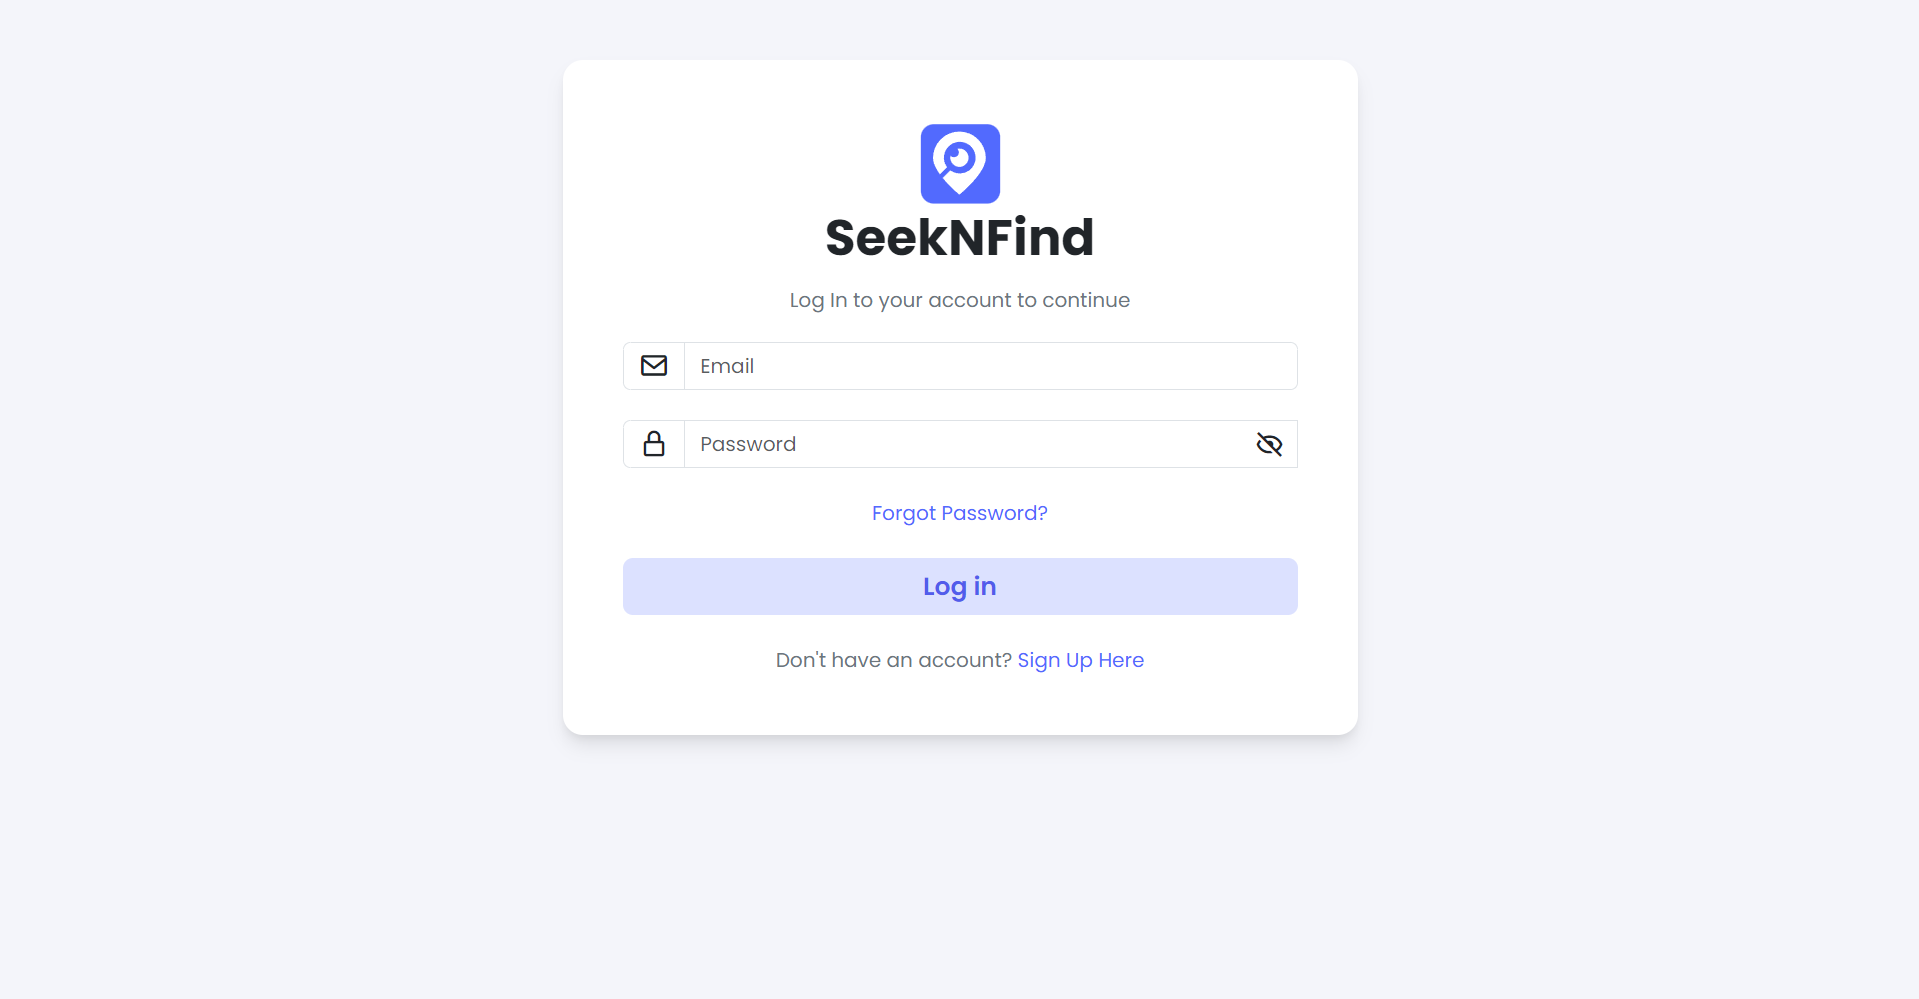 SeekNFind
Log In to your account to continue
Email
Password
Forgot Password?
Log in
Don't have an account? Sign Up Here